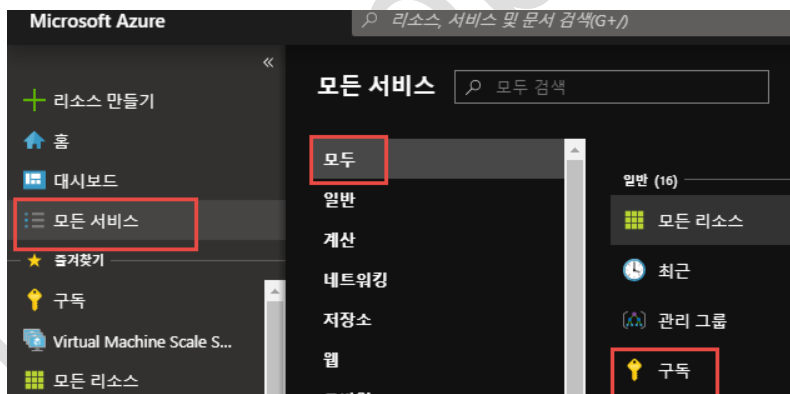 Microsoft Azure
리소스, 서비스 및 문서 검색(G+/)
«
리소스 만들기
홈
대시보드
모든 서비스
즐겨찾기
구독
Virtual Machine Scale S...
모든 리소스
모든 서비스
모두 검색
모두
일반
계산
네트워킹
저장소
웹
일반 (16)
모든 리소스
최근
관리 그룹
구독